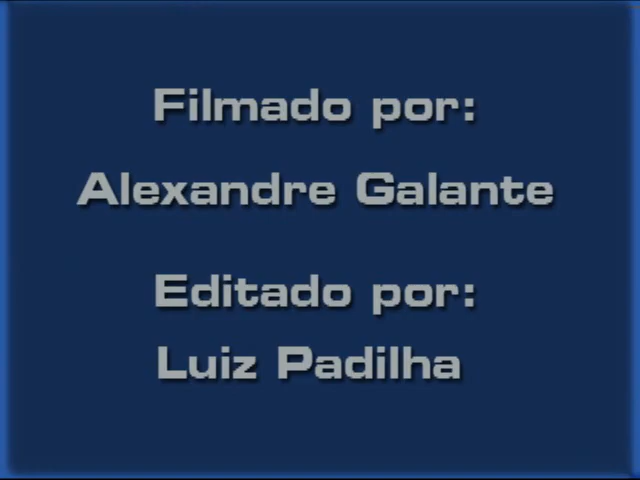 Filmado por:
Alexandre Galante
Editado por:
Luiz Padilha